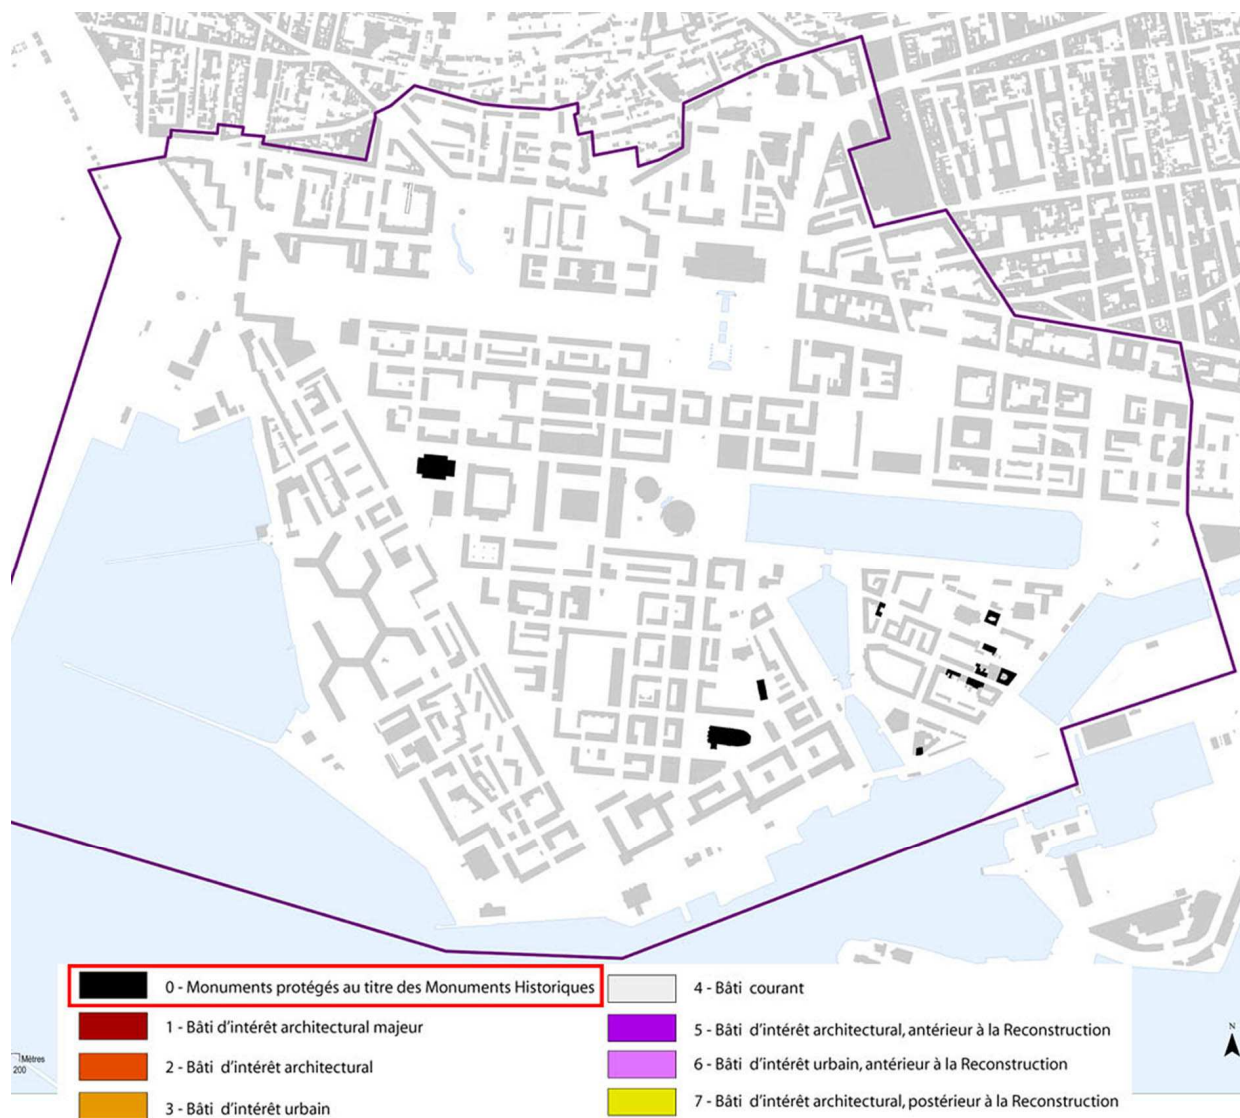 0 - Monuments protégés au titre des Monuments Historiques
1 - Bâti d'intérêt architectural majeur
2 - Bâti d'intérêt architectural
3 - Bâti d'intérêt urbain
4 - Bâti courant
5 - Bâti d'intérêt architectural, antérieur à la Reconstruction
6 - Bâti d'intérêt urbain, antérieur à la Reconstruction
7 - Bâti d'intérêt architectural, postérieur à la Reconstruction
Mètres
200
N